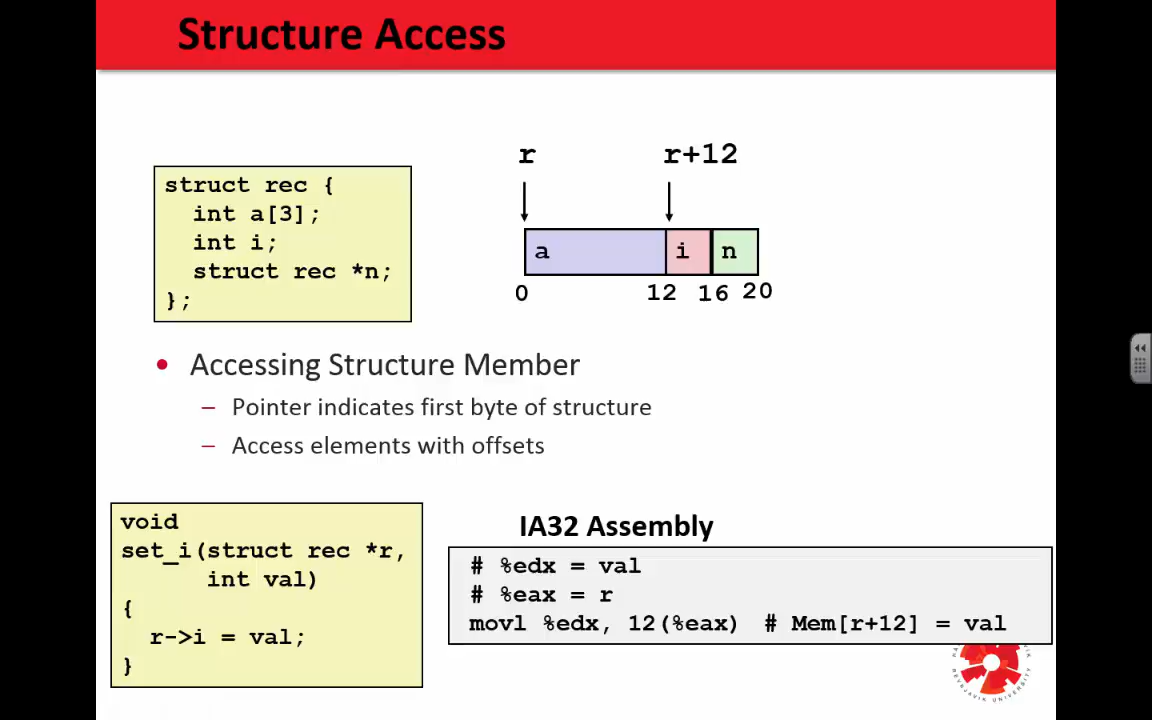 Structure Access
struct rec {
int a[3];
int i;
struct rec *n;
};
r r+12
a i n
0 12 16 20
• Accessing Structure Member
– Pointer indicates first byte of structure
– Access elements with offsets
void
set_i(struct rec *r,
int val)
{
r->i = val;
}
IA32 Assembly
# %edx = val
# %eax = r
movl %edx, 12(%eax) # Mem[r+12] = val
REYKJAVIK UNIVERSITY